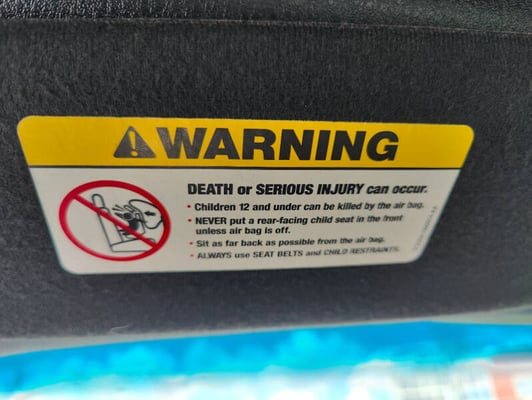 WARNING
DEATH or SERIOUS INJURY can occur.
• Children 12 and under can be killed by the air bag.
• NEVER put a rear-facing child seat in the front
unless air bag is off.
• Sit as far back as possible from the air bag.
• ALWAYS use SEAT BELTS and CHILD RESTRAINTS.